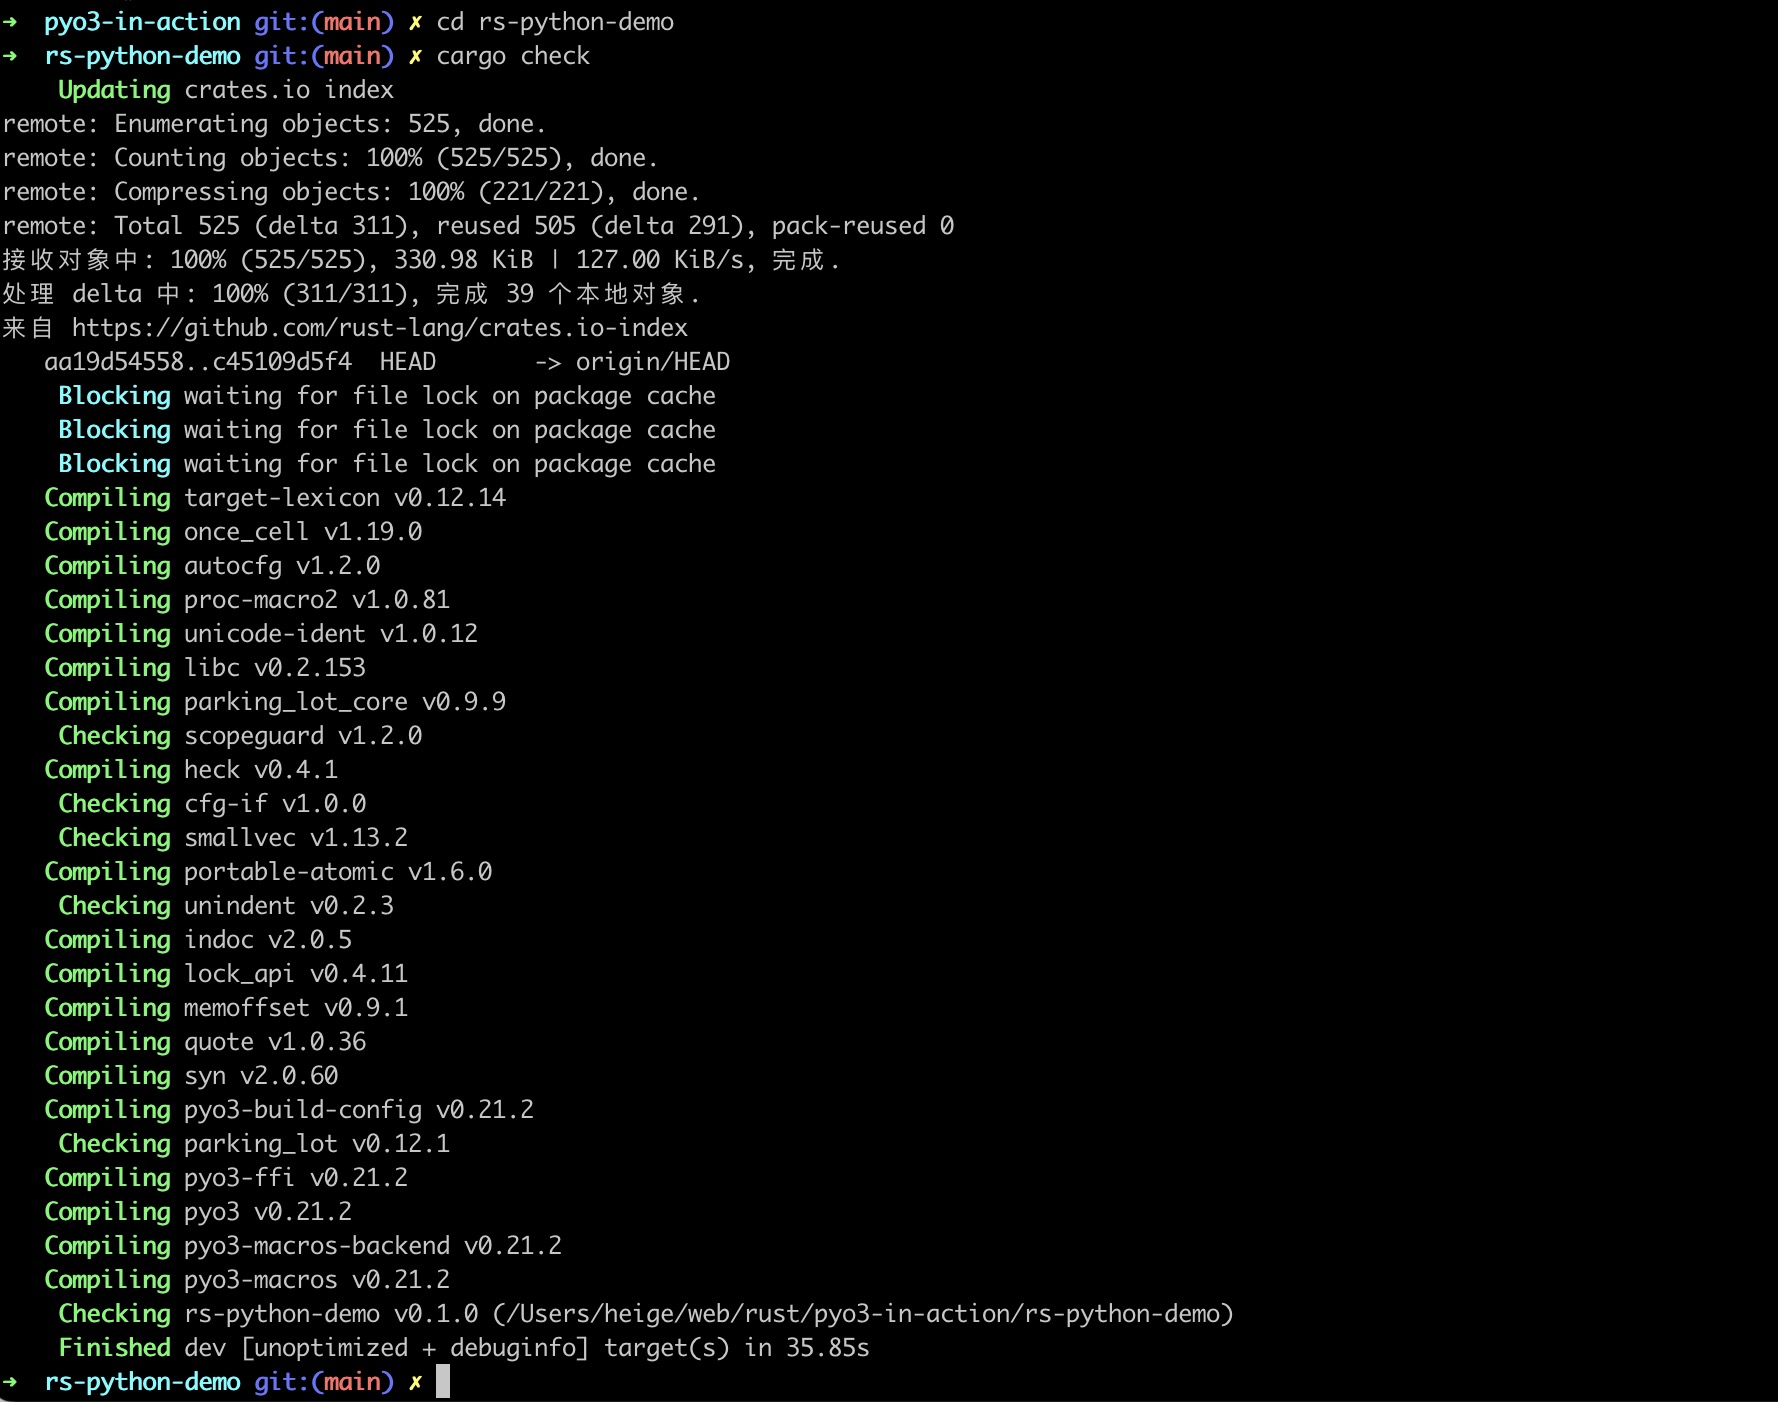 ➜  pyo3-in-action git:(main) ✗ cd rs-python-demo
➜  rs-python-demo git:(main) ✗ cargo check
    Updating crates.io index
remote: Enumerating objects: 525, done.
remote: Counting objects: 100% (525/525), done.
remote: Compressing objects: 100% (221/221), done.
remote: Total 525 (delta 311), reused 505 (delta 291), pack-reused 0
接收对象中: 100% (525/525), 330.98 KiB | 127.00 KiB/s, 完成.
处理 delta 中: 100% (311/311), 完成 39 个本地对象.
来自 https://github.com/rust-lang/crates.io-index
   aa19d54558..c45109d5f4  HEAD       -> origin/HEAD
    Blocking waiting for file lock on package cache
    Blocking waiting for file lock on package cache
    Blocking waiting for file lock on package cache
   Compiling target-lexicon v0.12.14
   Compiling once_cell v1.19.0
   Compiling autocfg v1.2.0
   Compiling proc-macro2 v1.0.81
   Compiling unicode-ident v1.0.12
   Compiling libc v0.2.153
   Compiling parking_lot_core v0.9.9
    Checking scopeguard v1.2.0
   Compiling heck v0.4.1
    Checking cfg-if v1.0.0
    Checking smallvec v1.13.2
   Compiling portable-atomic v1.6.0
    Checking unindent v0.2.3
   Compiling indoc v2.0.5
   Compiling lock_api v0.4.11
   Compiling memoffset v0.9.1
   Compiling quote v1.0.36
   Compiling syn v2.0.60
   Compiling pyo3-build-config v0.21.2
    Checking parking_lot v0.12.1
   Compiling pyo3-ffi v0.21.2
   Compiling pyo3 v0.21.2
   Compiling pyo3-macros-backend v0.21.2
   Compiling pyo3-macros v0.21.2
    Checking rs-python-demo v0.1.0 (/Users/heige/web/rust/pyo3-in-action/rs-python-demo)
    Finished dev [unoptimized + debuginfo] target(s) in 35.85s
➜  rs-python-demo git:(main) ✗